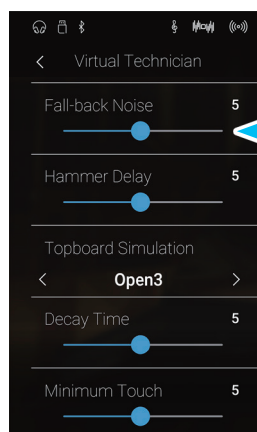 Virtual Technician
Fall-back Noise 5
Hammer Delay 5
Topboard Simulation
< Open3 >
Decay Time 5
Minimum Touch 5